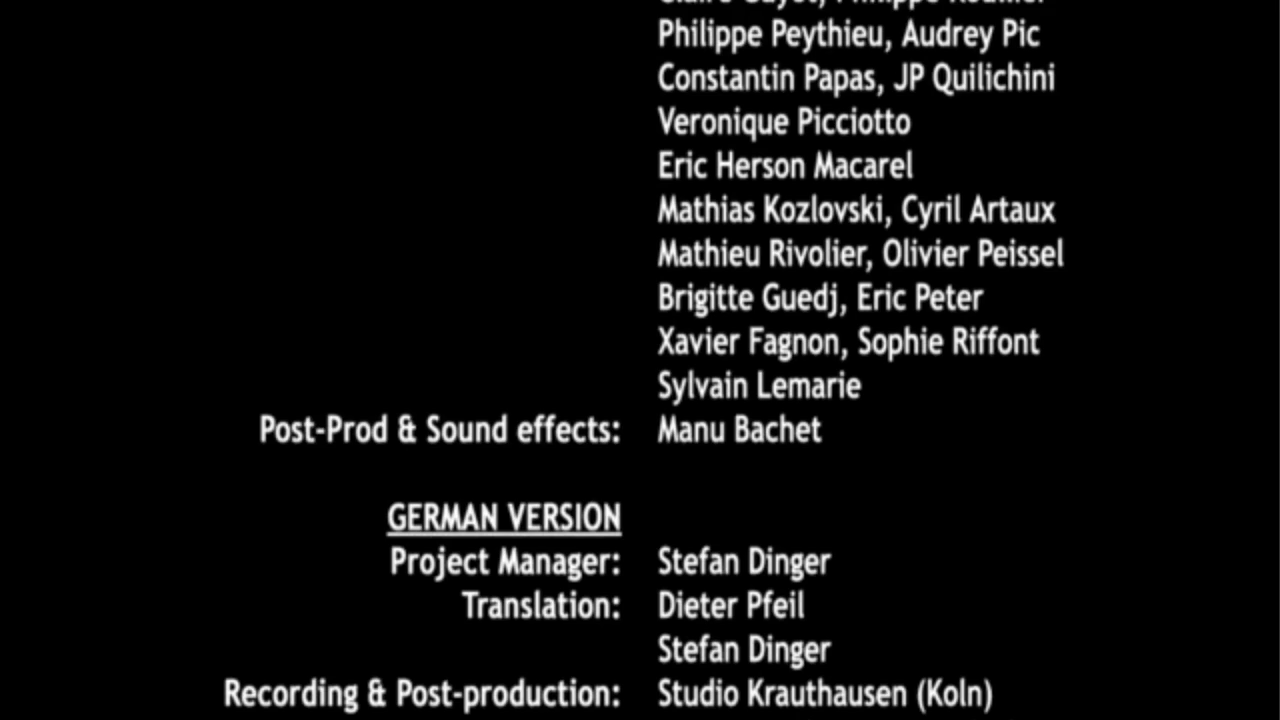 Philippe Peythieu, Audrey Pic
Constantin Papas, JP Quilichini
Veronique Picciotto
Eric Herson Macarel
Mathias Kozlovski, Cyril Artaux
Mathieu Rivolier, Olivier Peissel
Brigitte Guedj, Eric Peter
Xavier Fagnon, Sophie Riffont
Sylvain Lemarie
Post-Prod & Sound effects: Manu Bachet
GERMAN VERSION
Project Manager: Stefan Dinger
Translation: Dieter Pfeil
Stefan Dinger
Recording & Post-production: Studio Krauthausen (Koln)